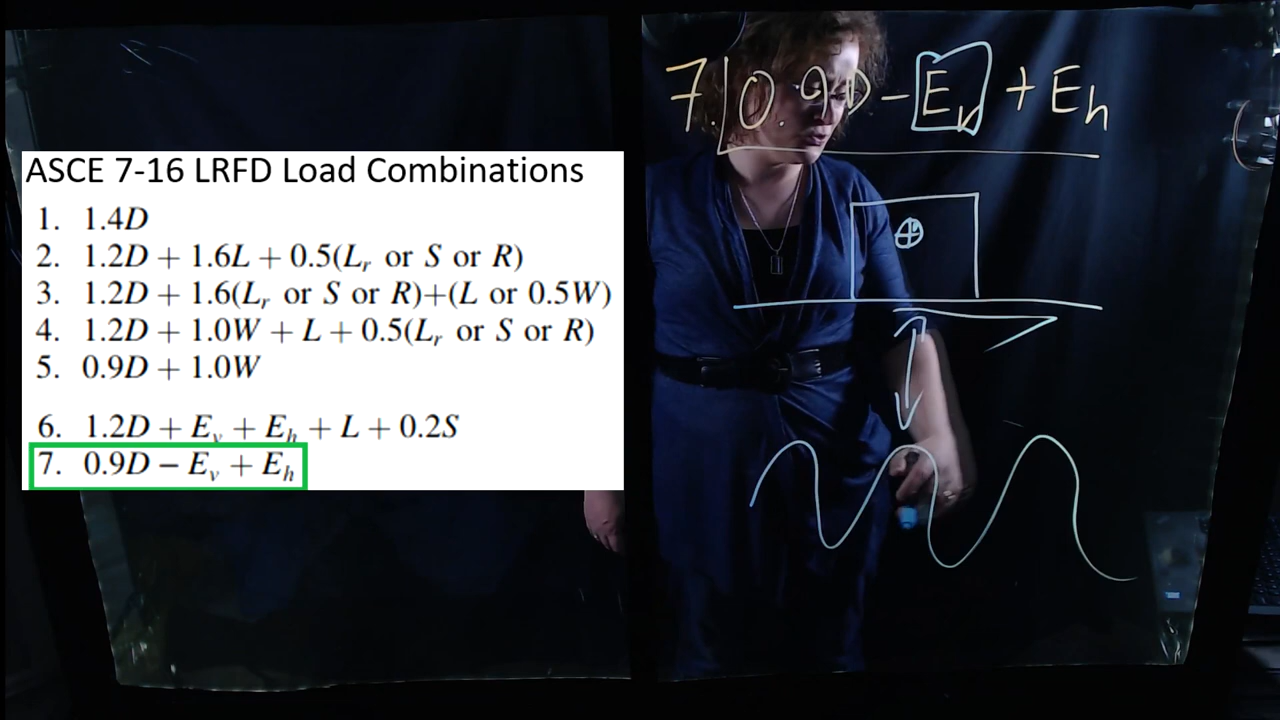 ASCE 7-16 LRFD Load Combinations
1. 1.4D
2. 1.2D + 1.6L + 0.5(Lᵣ or S or R)
3. 1.2D + 1.6(Lᵣ or S or R)+(L or 0.5W)
4. 1.2D + 1.0W + L + 0.5(Lᵣ or S or R)
5. 0.9D + 1.0W
6. 1.2D + Eᵥ + Eₕ + L + 0.2S
7. 0.9D − Eᵥ + Eₕ
7. 0.9D - Eᵥ + Eₕ